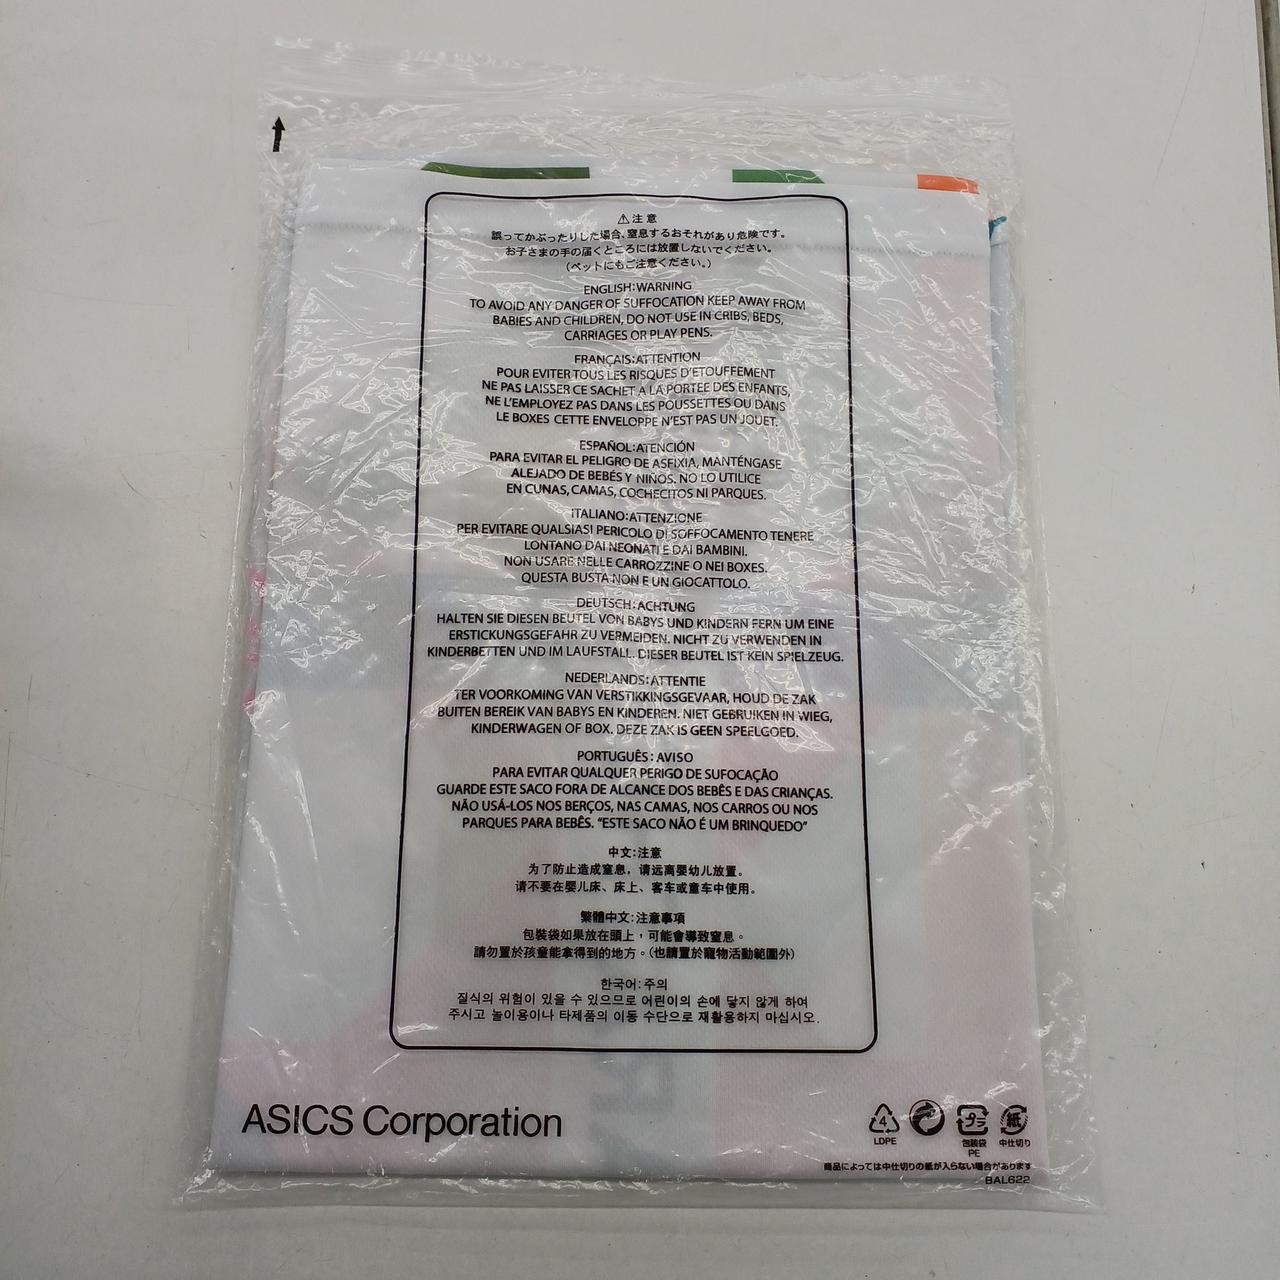 ⚠注意
誤ってかぶったりした場合、窒息するおそれがあり危険です。
お子さまの手の届くところには放置しないでください。
(ペットにもご注意ください。)
ENGLISH:WARNING
TO AVOID ANY DANGER OF SUFFOCATION KEEP AWAY FROM
BABIES AND CHILDREN, DO NOT USE IN CRIBS, BEDS,
CARRIAGES OR PLAY PENS.
FRANÇAIS:ATTENTION
POUR EVITER TOUS LES RISQUES D'ETOUFFEMENT
NE PAS LAISSER CE SACHET A LA PORTEE DES ENFANTS,
NE L'EMPLOYEZ PAS DANS LES POUSSETTES OU DANS
LE BOXES CETTE ENVELOPPE N'EST PAS UN JOUET.
ESPAÑOL:ATENCIÓN
PARA EVITAR EL PELIGRO DE ASFIXIA, MANTÉNGASE
ALEJADO DE BEBÉS Y NIÑOS. NO LO UTILICE
EN CUNAS, CAMAS, COCHECITOS NI PARQUES.
ITALIANO:ATTENZIONE
PER EVITARE QUALSIASI PERICOLO DI SOFFOCAMENTO TENERE
LONTANO DAI NEONATI E DAI BAMBINI.
NON USARE NELLE CARROZZINE O NEI BOXES.
QUESTA BUSTA NON E UN GIOCATTOLO.
DEUTSCH:ACHTUNG
HALTEN SIE DIESEN BEUTEL VON BABYS UND KINDERN FERN UM EINE
ERSTICKUNGSGEFAHR ZU VERMEIDEN. NICHT ZU VERWENDEN IN
KINDERBETTEN UND IM LAUFSTALL. DIESER BEUTEL IST KEIN SPIELZEUG.
NEDERLANDS:ATTENTIE
TER VOORKOMING VAN VERSTIKKINGSGEVAAR, HOUD DE ZAK
BUITEN BEREIK VAN BABYS EN KINDEREN. NIET GEBRUIKEN IN WIEG,
KINDERWAGEN OF BOX. DEZE ZAK IS GEEN SPEELGOED.
PORTUGUÊS: AVISO
PARA EVITAR QUALQUER PERIGO DE SUFOCAÇÃO
GUARDE ESTE SACO FORA DE ALCANCE DOS BEBÊS E DAS CRIANÇAS.
NÃO USÁ-LOS NOS BERÇOS, NAS CAMAS, NOS CARROS OU NOS
PARQUES PARA BEBÊS. "ESTE SACO NÃO É UM BRINQUEDO"
中文:注意
为了防止造成窒息，请远离婴幼儿放置。
请不要在婴儿床、床上、客车或童车中使用。
繁體中文:注意事項
包裝袋如果放在頭上，可能會導致窒息。
請勿置於孩童能拿得到的地方。(也請置於寵物活動範圍外)
한국어: 주의
질식의 위험이 있을 수 있으므로 어린이의 손에 닿지 않게 하여
주시고 놀이용이나 타제품의 이동 수단으로 재활용하지 마십시오.
ASICS Corporation
4
LDPE
プラ
包装袋
PE
紙
中仕切り
商品によっては中仕切りの紙が入らない場合があります
BAL622